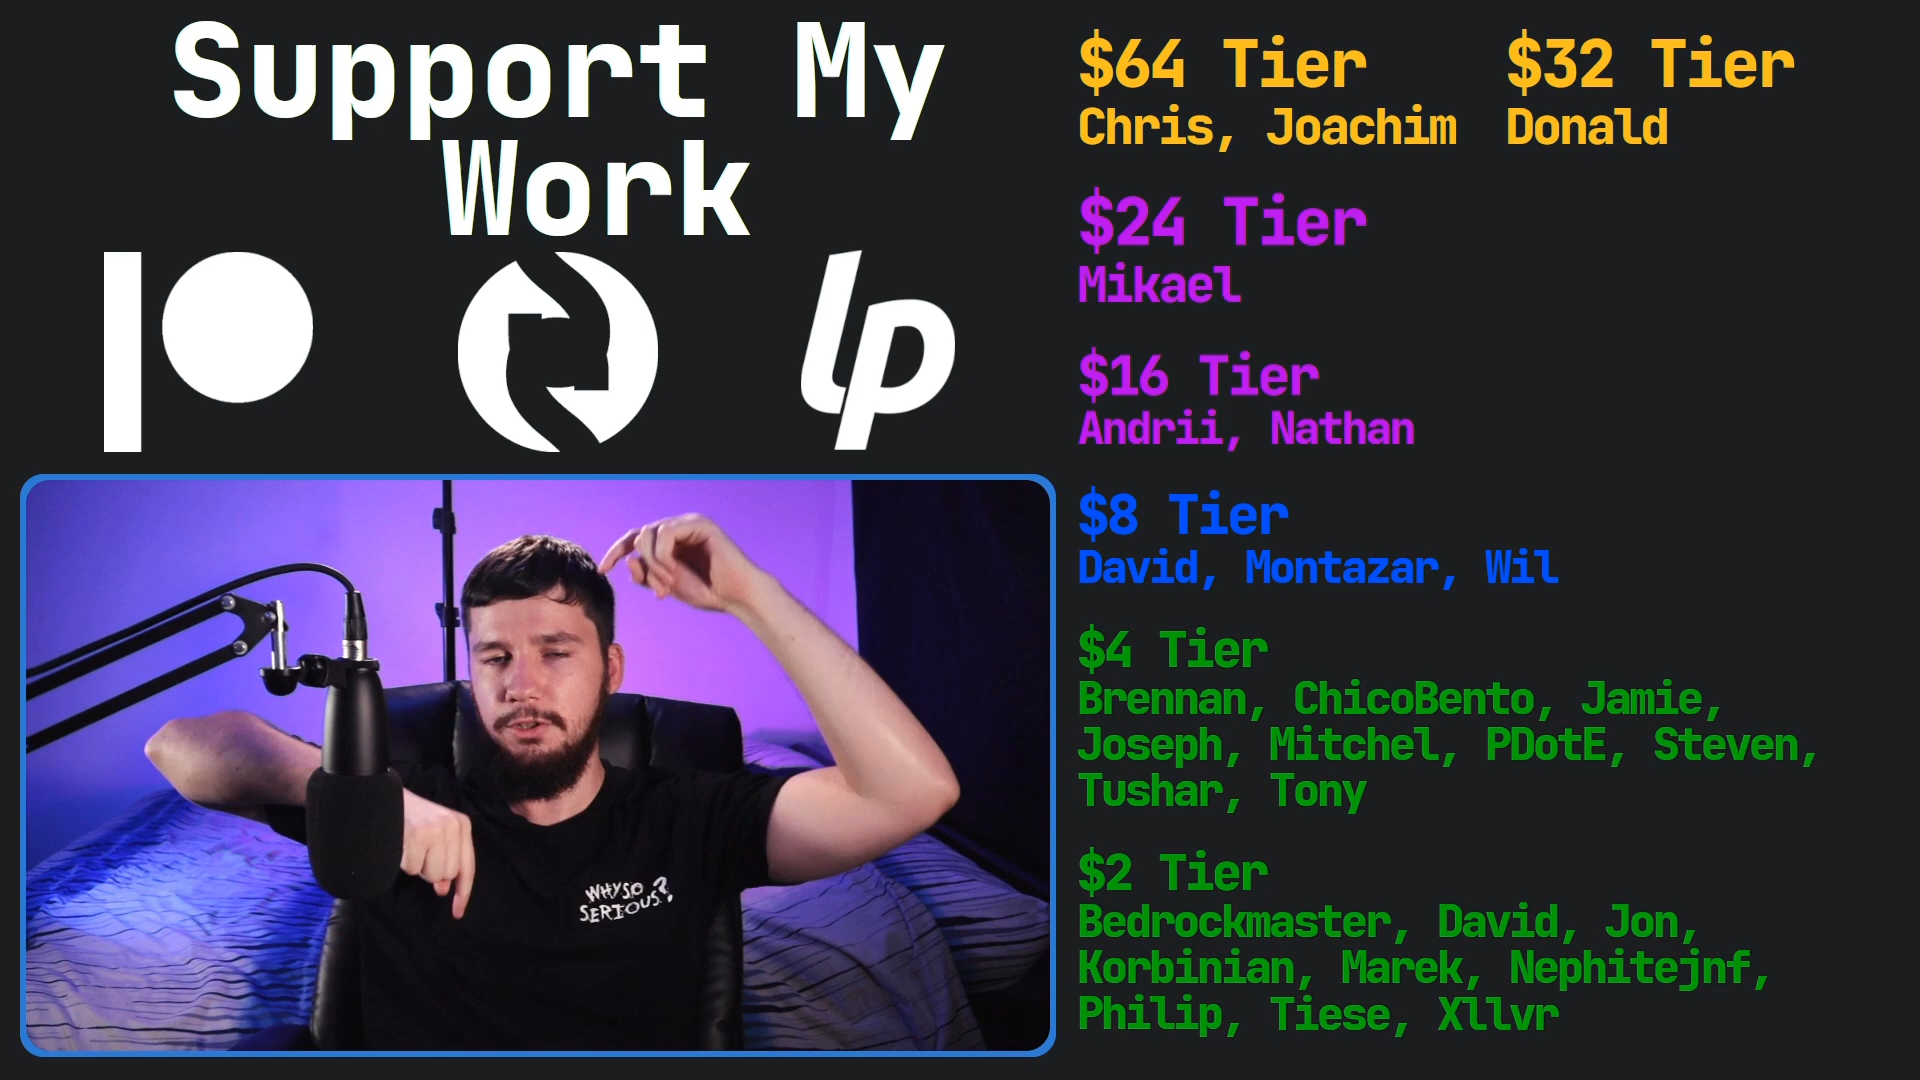 Support My
Work
lp
$64 Tier
Chris, Joachim
$32 Tier
Donald
$24 Tier
Mikael
$16 Tier
Andrii, Nathan
$8 Tier
David, Montazar, Wil
$4 Tier
Brennan, ChicoBento, Jamie,
Joseph, Mitchel, PDotE, Steven,
Tushar, Tony
$2 Tier
Bedrockmaster, David, Jon,
Korbinian, Marek, Nephitejnf,
Philip, Tiese, Xllvr
WHY SO
SERIOUS?